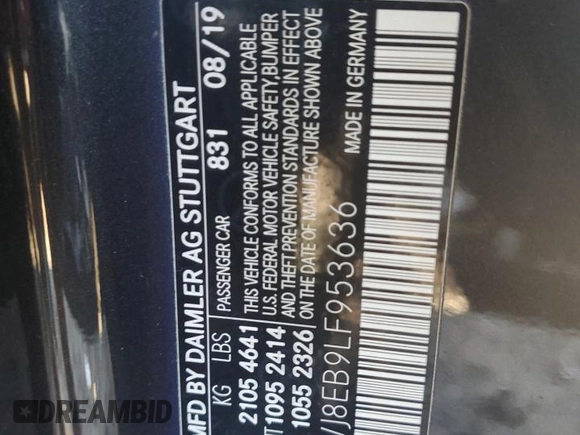 MFD BY DAIMLER AG STUTTGART
831 08/19
KG LBS PASSENGER CAR
2105 4641
1095 2414
1055 2326
THIS VEHICLE CONFORMS TO ALL APPLICABLE
U.S. FEDERAL MOTOR VEHICLE SAFETY, BUMPER
AND THEFT PREVENTION STANDARDS IN EFFECT
ON THE DATE OF MANUFACTURE SHOWN ABOVE
J8EB9LF953636
MADE IN GERMANY
DREAMBID